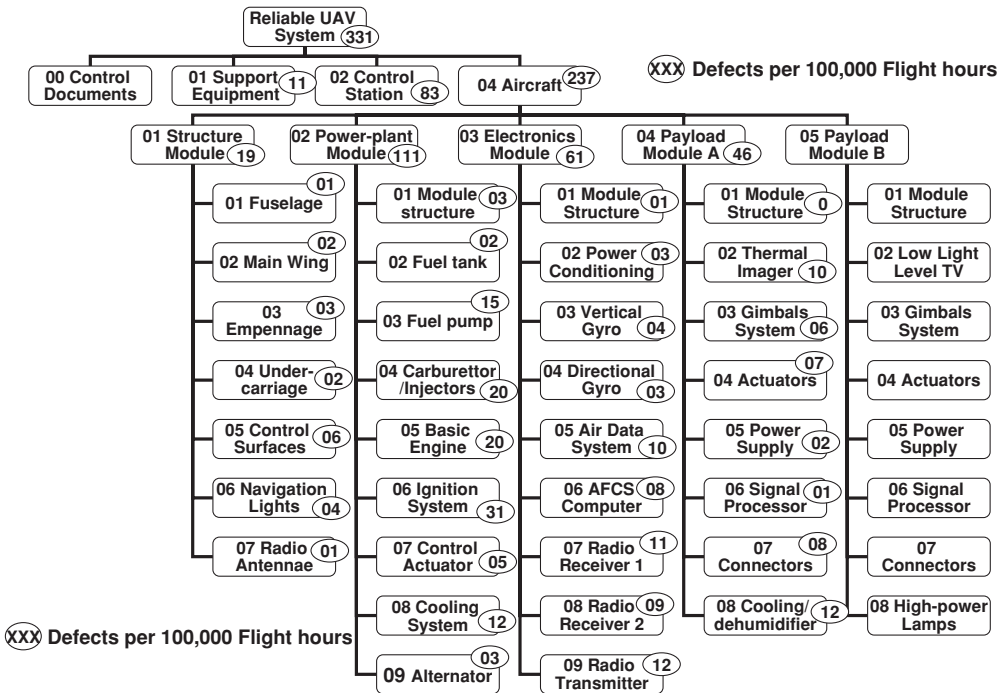 Reliable UAV
System 331
XXX Defects per 100,000 Flight hours
00 Control
Documents
01 Support
Equipment 11
02 Control
Station 83
04 Aircraft 237
01 Structure
Module 19
02 Power-plant
Module 111
03 Electronics
Module 61
04 Payload
Module A 46
05 Payload
Module B
01
01 Fuselage
02
02 Main Wing
03 03
Empennage
04 Under-
carriage 02
05 Control
Surfaces 06
06 Navigation
Lights 04
07 Radio 01
Antennae
01 Module 03
structure
02
02 Fuel tank
15
03 Fuel pump
04 Carburettor
/Injectors 20
05 Basic 20
Engine
06 Ignition
System 31
07 Control
Actuator 05
08 Cooling
System 12
03
09 Alternator
01 Module 01
Structure
02 Power 03
Conditioning
03 Vertical
Gyro 04
04 Directional
Gyro 03
05 Air Data
System 10
06 AFCS 08
Computer
07 Radio 11
Receiver 1
08 Radio 09
Receiver 2
09 Radio 12
Transmitter
01 Module
Structure 0
02 Thermal
Imager 10
03 Gimbals
System 06
07
04 Actuators
05 Power
Supply 02
06 Signal 01
Processor
07 08
Connectors
08 Cooling/ 12
dehumidifier
01 Module
Structure
02 Low Light
Level TV
03 Gimbals
System
04 Actuators
05 Power
Supply
06 Signal
Processor
07
Connectors
08 High-power
Lamps
XXX Defects per 100,000 Flight hours